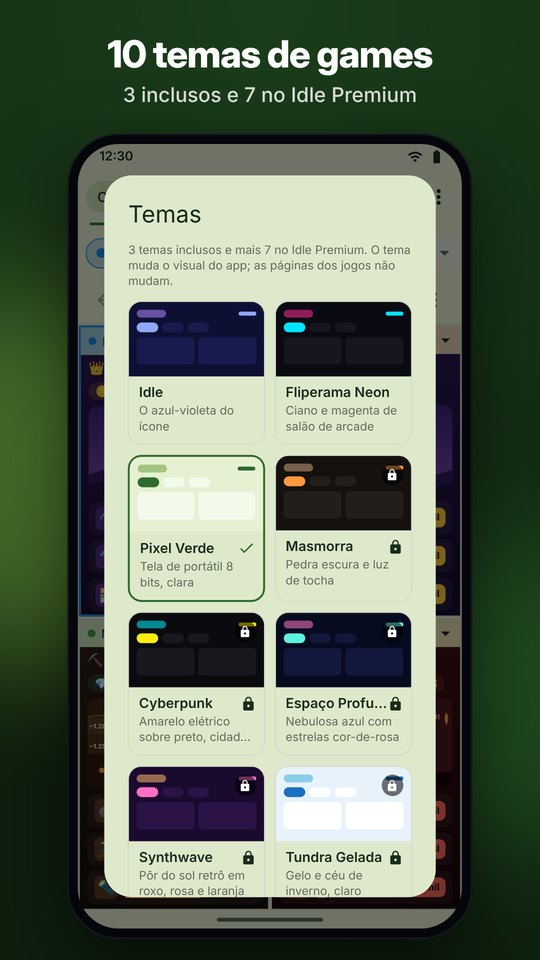 10 temas de games
3 inclusos e 7 no Idle Premium
12:30
Temas
3 temas inclusos e mais 7 no Idle Premium. O tema
muda o visual do app; as páginas dos jogos não
mudam.
Idle
O azul-violeta do
ícone
Fliperama Neon
Ciano e magenta de
salão de arcade
Pixel Verde
Tela de portátil 8
bits, clara
Masmorra
Pedra escura e luz
de tocha
Cyberpunk
Amarelo elétrico
sobre preto, cidad...
Espaço Profu...
Nebulosa azul com
estrelas cor-de-rosa
Synthwave
Pôr do sol retrô em
roxo, rosa e laranja
Tundra Gelada
Gelo e céu de
inverno, claro